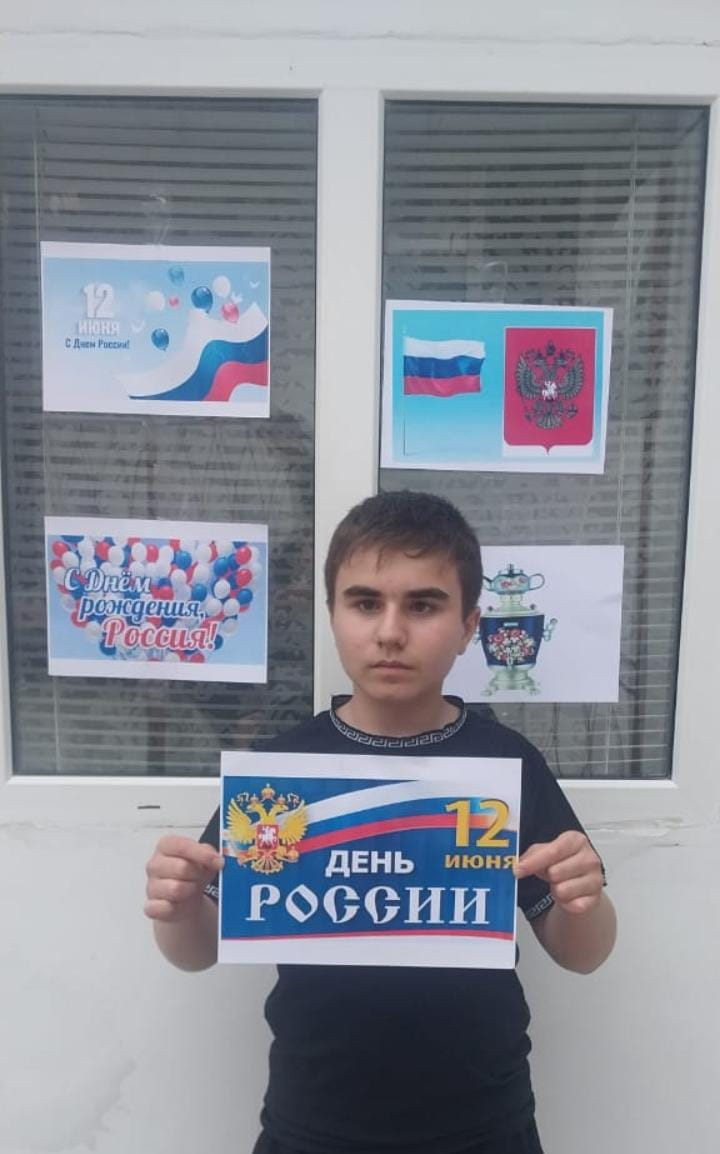 12
ИЮНЯ
С Днем России!
С Днём
рождения,
Россия!
12
ИЮНЯ
ДЕНЬ
РОССИИ